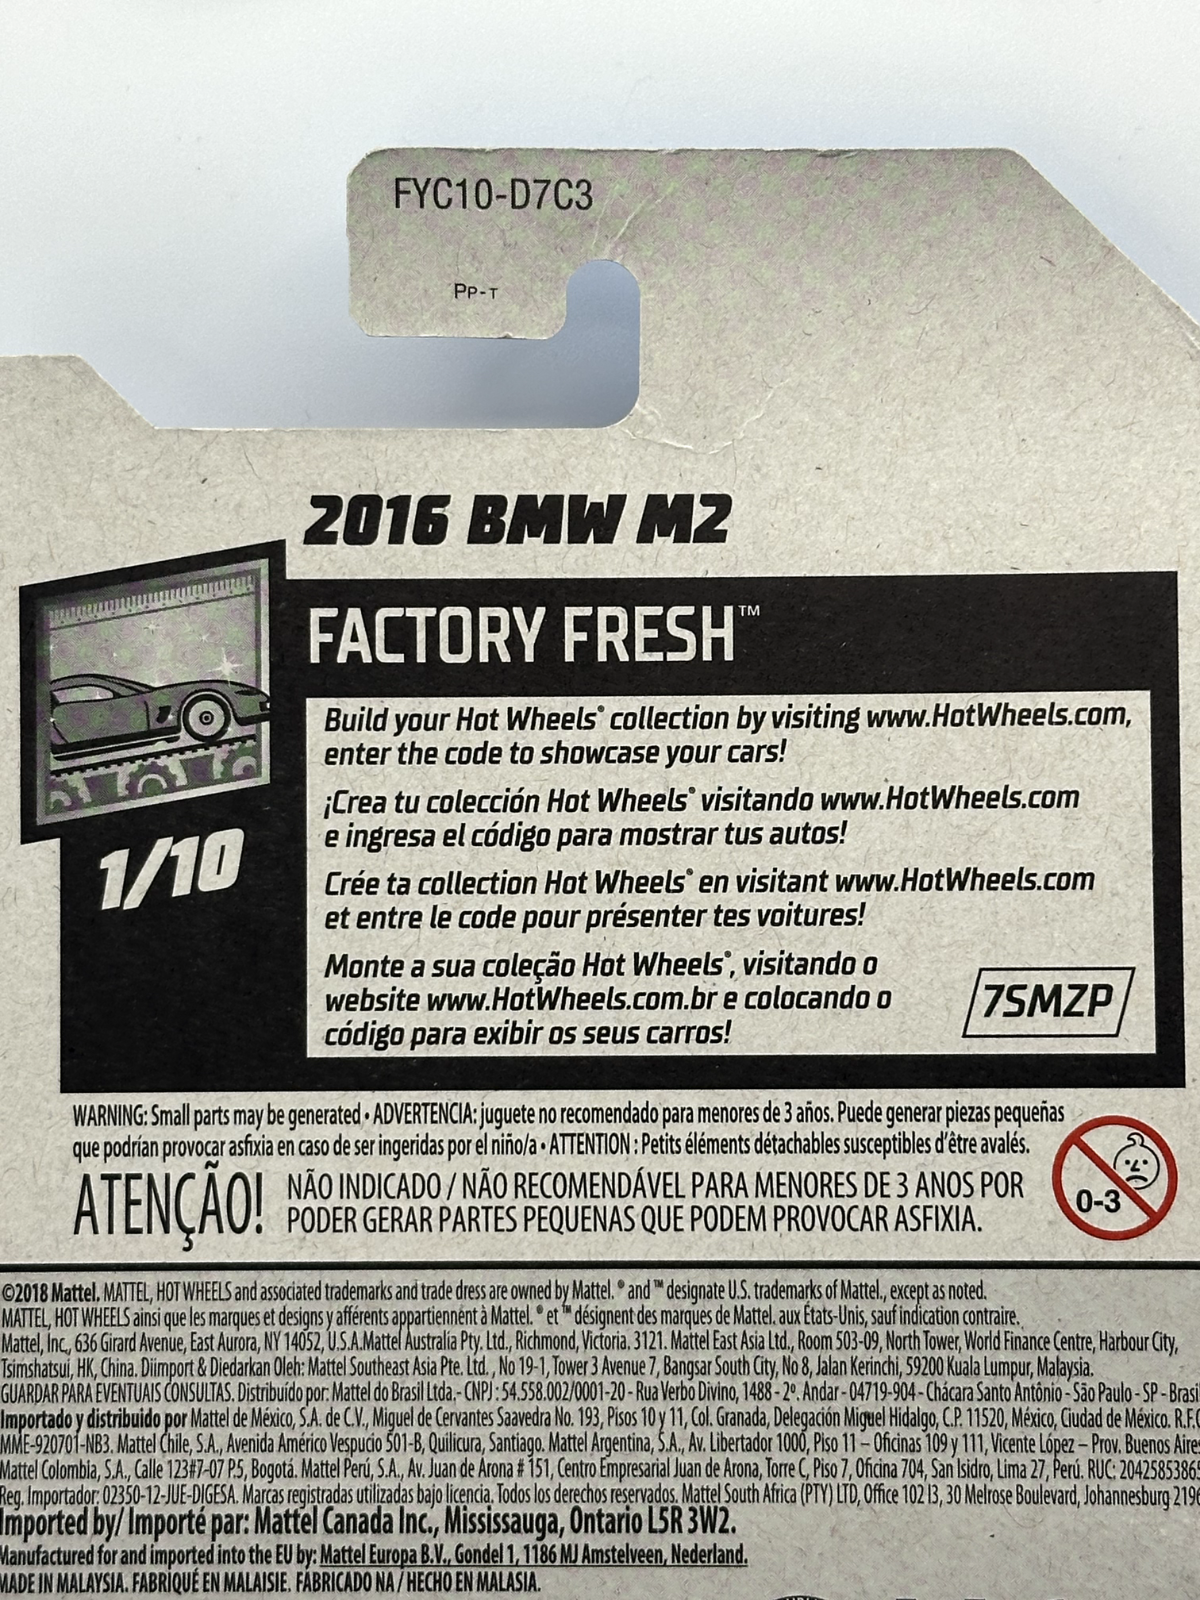 FYC10-D7C3
PP-T
2016 BMW M2
FACTORY FRESH™
1/10
Build your Hot Wheels® collection by visiting www.HotWheels.com,
enter the code to showcase your cars!
¡Crea tu colección Hot Wheels® visitando www.HotWheels.com
e ingresa el código para mostrar tus autos!
Crée ta collection Hot Wheels® en visitant www.HotWheels.com
et entre le code pour présenter tes voitures!
Monte a sua coleção Hot Wheels®, visitando o
website www.HotWheels.com.br e colocando o
código para exibir os seus carros!
7SMZP
WARNING: Small parts may be generated • ADVERTENCIA: juguete no recomendado para menores de 3 años. Puede generar piezas pequeñas
que podrían provocar asfixia en caso de ser ingeridas por el niño/a • ATTENTION : Petits éléments détachables susceptibles d'être avalés.
ATENÇÃO! NÃO INDICADO / NÃO RECOMENDÁVEL PARA MENORES DE 3 ANOS POR
PODER GERAR PARTES PEQUENAS QUE PODEM PROVOCAR ASFIXIA.
0-3
©2018 Mattel. MATTEL, HOT WHEELS and associated trademarks and trade dress are owned by Mattel. ® and ™ designate U.S. trademarks of Mattel., except as noted.
MATTEL, HOT WHEELS ainsi que les marques et designs y afférents appartiennent à Mattel. ® et ™ désignent des marques de Mattel. aux États-Unis, sauf indication contraire.
Mattel, Inc., 636 Girard Avenue, East Aurora, NY 14052, U.S.A.Mattel Australia Pty. Ltd., Richmond, Victoria. 3121. Mattel East Asia Ltd., Room 503-09, North Tower, World Finance Centre, Harbour City,
Tsimshatsui, HK, China. Diimport & Diedarkan Oleh: Mattel Southeast Asia Pte. Ltd. , No 19-1, Tower 3 Avenue 7, Bangsar South City, No 8, Jalan Kerinchi, 59200 Kuala Lumpur, Malaysia.
GUARDAR PARA EVENTUAIS CONSULTAS. Distribuído por: Mattel do Brasil Ltda.- CNPJ : 54.558.002/0001-20 - Rua Verbo Divino, 1488 - 2º. Andar - 04719-904 - Chácara Santo Antônio - São Paulo - SP - Brasil
Importado y distribuido por Mattel de México, S.A. de C.V., Miguel de Cervantes Saavedra No. 193, Pisos 10 y 11, Col. Granada, Delegación Miguel Hidalgo, C.P. 11520, México, Ciudad de México. R.F.C
MME-920701-NB3. Mattel Chile, S.A., Avenida Américo Vespucio 501-B, Quilicura, Santiago. Mattel Argentina, S.A., Av. Libertador 1000, Piso 11 – Oficinas 109 y 111, Vicente López – Prov. Buenos Aires
Mattel Colombia, S.A., Calle 123#7-07 P.5, Bogotá. Mattel Perú, S.A., Av. Juan de Arona # 151, Centro Empresarial Juan de Arona, Torre C, Piso 7, Oficina 704, San Isidro, Lima 27, Perú. RUC: 2042585386
Reg. Importador: 02350-12-JUE-DIGESA. Marcas registradas utilizadas bajo licencia. Todos los derechos reservados. Mattel South Africa (PTY) LTD, Office 102 I3, 30 Melrose Boulevard, Johannesburg 2196
Imported by/ Importé par: Mattel Canada Inc., Mississauga, Ontario L5R 3W2.
Manufactured for and imported into the EU by: Mattel Europa B.V., Gondel 1, 1186 MJ Amstelveen, Nederland.
MADE IN MALAYSIA. FABRIQUÉ EN MALAISIE. FABRICADO NA / HECHO EN MALASIA.